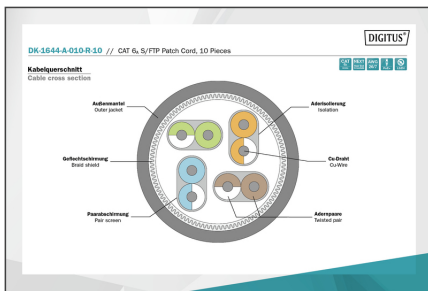 DIGITUS®
DK-1644-A-010-R-10 // CAT 6A S/FTP Patch Cord, 10 Pieces
Kabelquerschnitt
Cable cross section
Außenmantel
Outer jacket
Aderisolierung
Isolation
Geflechtschirmung
Braid shield
Cu-Draht
Cu-Wire
Paarabschirmung
Pair screen
Aderpaare
Twisted pair